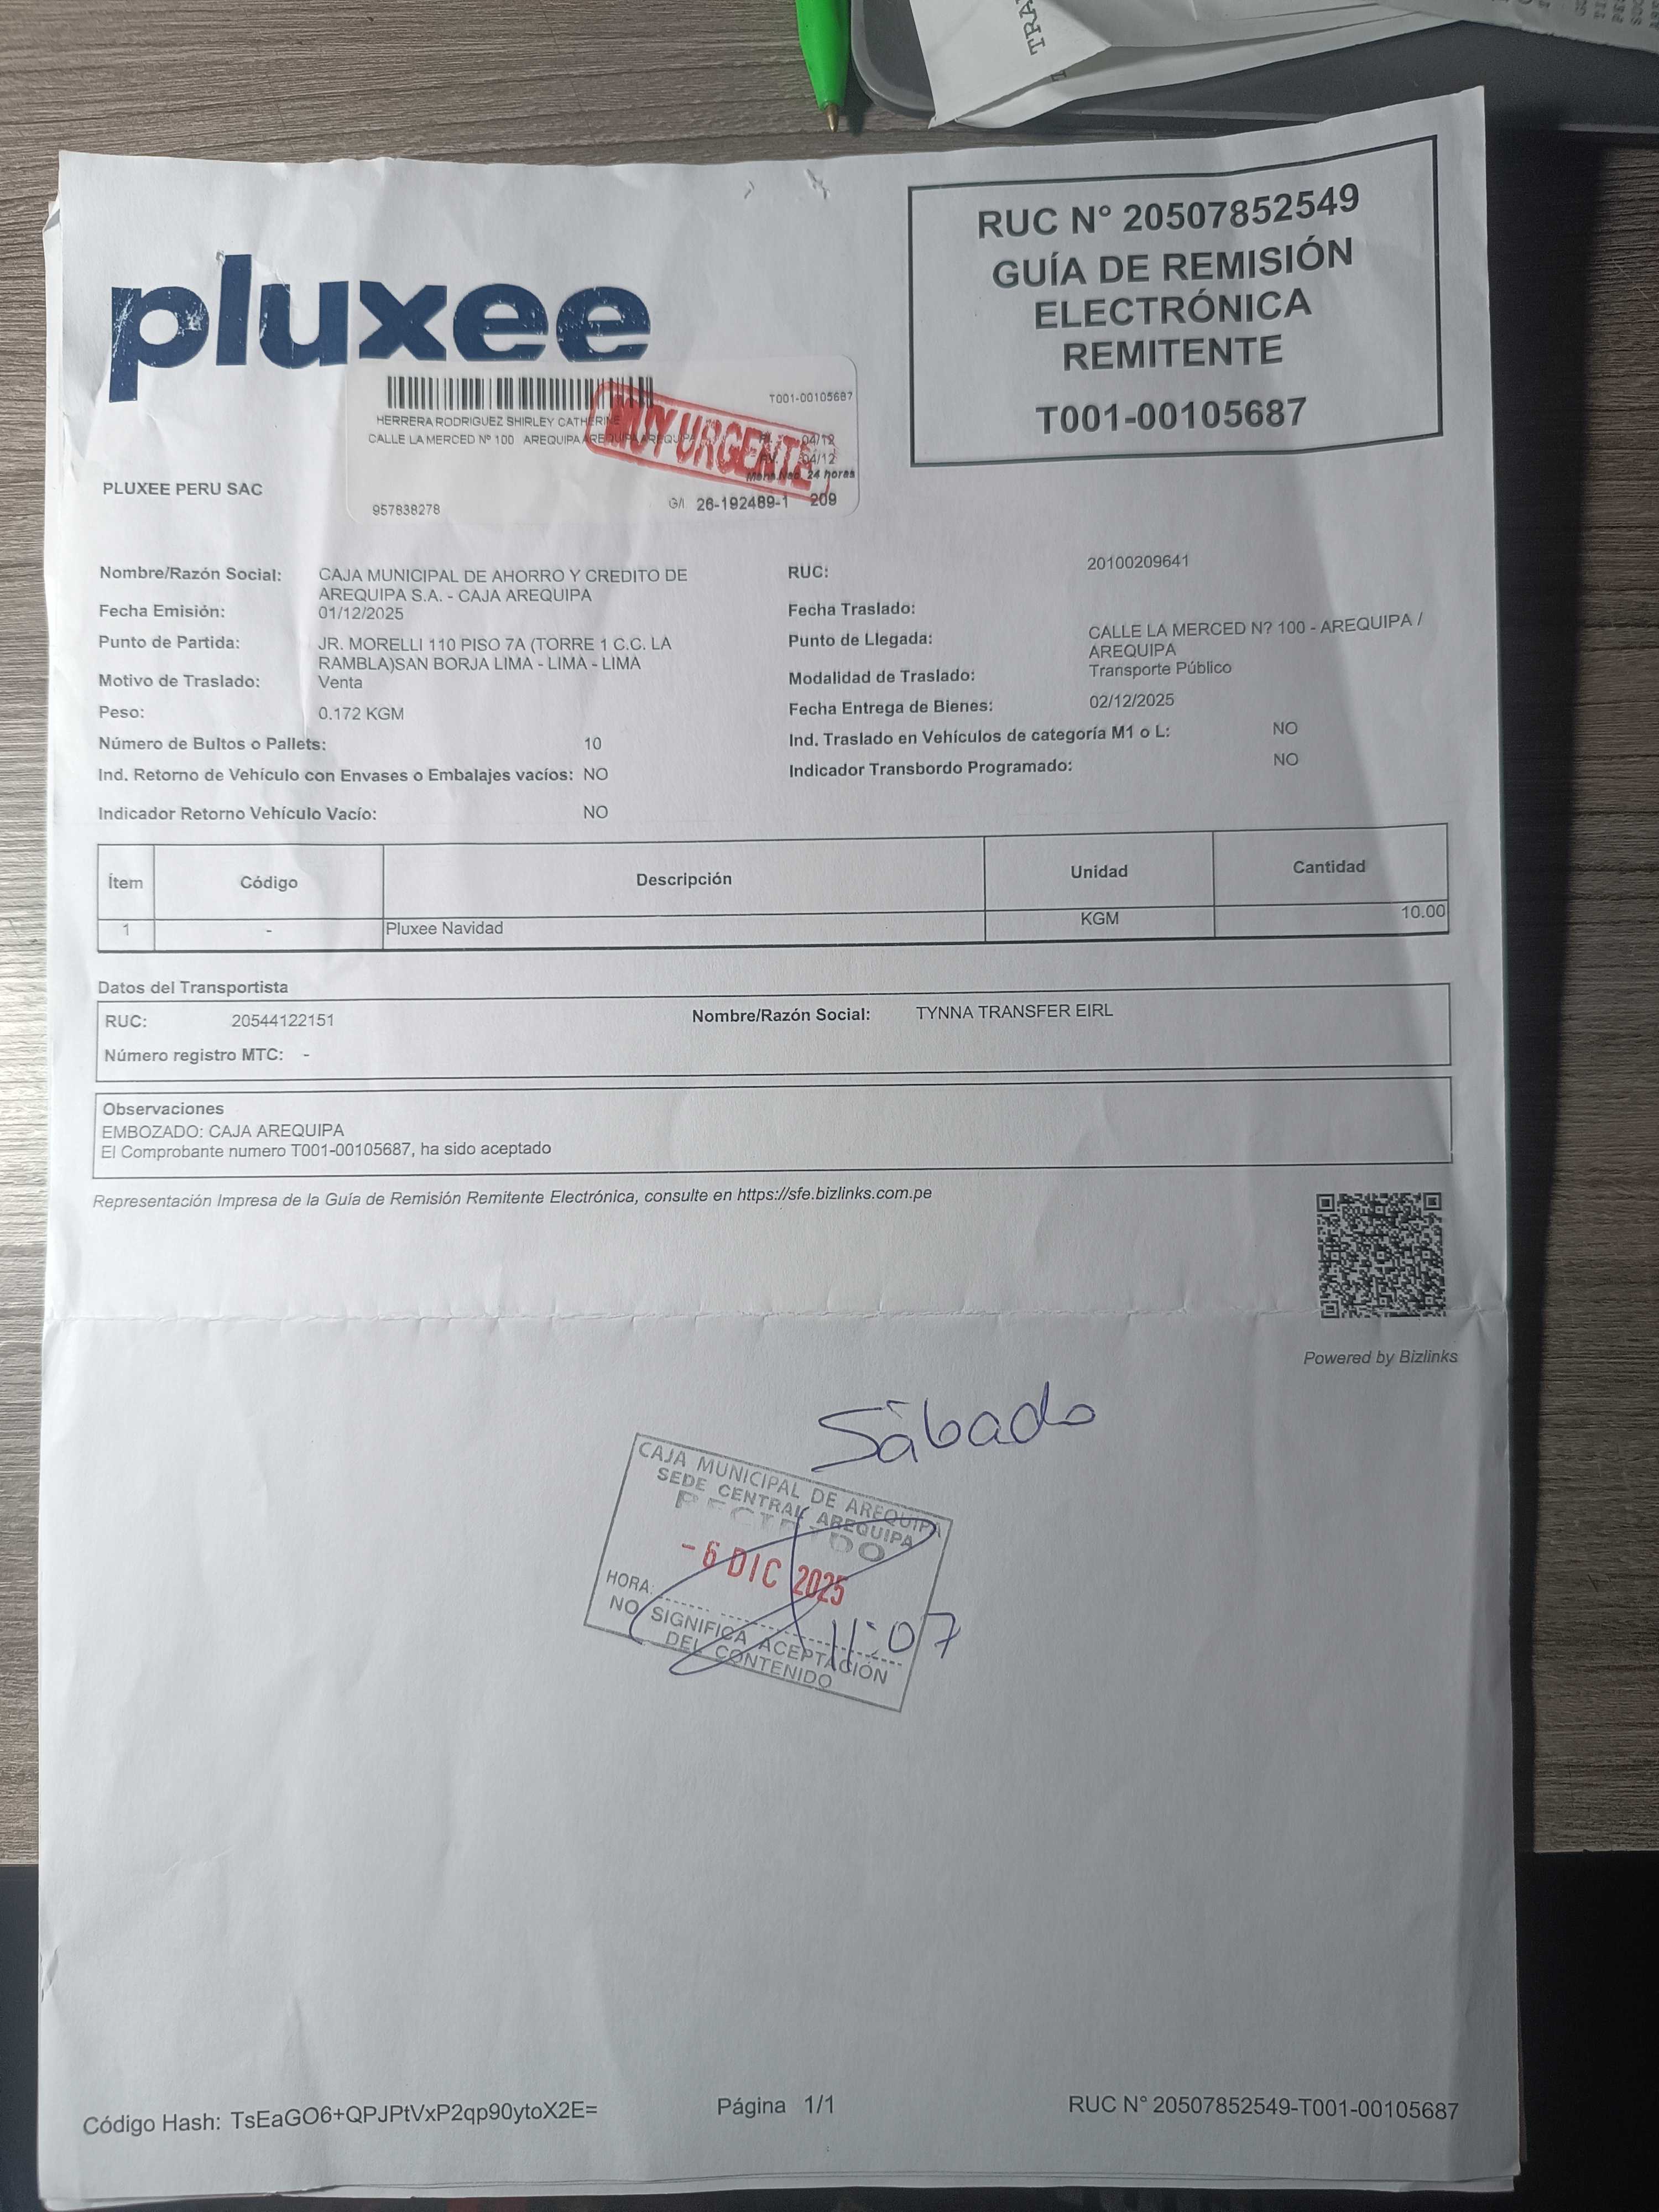 TRA
RUC N° 20507852549
GUÍA DE REMISIÓN
ELECTRÓNICA
REMITENTE
T001-00105687
pluxee
T001-00105687
HERRERA RODRIGUEZ SHIRLEY CATHERINE
CALLE LA MERCED Nº 100 AREQUIPA AREQUIPA AREQUIPA
MUY URGENTE
04/12
04/12
24 horas
957838278
G/I 26-192489-1 209
PLUXEE PERU SAC
Nombre/Razón Social: CAJA MUNICIPAL DE AHORRO Y CREDITO DE AREQUIPA S.A. - CAJA AREQUIPA
RUC: 20100209641
Fecha Emisión: 01/12/2025
Fecha Traslado:
Punto de Partida: JR. MORELLI 110 PISO 7A (TORRE 1 C.C. LA RAMBLA)SAN BORJA LIMA - LIMA - LIMA
Punto de Llegada: CALLE LA MERCED N? 100 - AREQUIPA / AREQUIPA
Motivo de Traslado: Venta
Modalidad de Traslado: Transporte Público
Peso: 0.172 KGM
Fecha Entrega de Bienes: 02/12/2025
Número de Bultos o Pallets: 10
Ind. Traslado en Vehículos de categoría M1 o L: NO
Ind. Retorno de Vehículo con Envases o Embalajes vacíos: NO
Indicador Transbordo Programado: NO
Indicador Retorno Vehículo Vacío: NO
Ítem Código Descripción Unidad Cantidad
1 - Pluxee Navidad KGM 10.00
Datos del Transportista
RUC: 20544122151 Nombre/Razón Social: TYNNA TRANSFER EIRL
Número registro MTC: -
Observaciones
EMBOZADO: CAJA AREQUIPA
El Comprobante numero T001-00105687, ha sido aceptado
Representación Impresa de la Guía de Remisión Remitente Electrónica, consulte en https://sfe.bizlinks.com.pe
Powered by Bizlinks
Sábado
CAJA MUNICIPAL DE AREQUIPA
SEDE CENTRAL AREQUIPA
RECIBIDO
- 6 DIC 2025
HORA: 11:07
NO SIGNIFICA ACEPTACIÓN
DEL CONTENIDO
Código Hash: TsEaGO6+QPJPtVxP2qp90ytoX2E=
Página 1/1
RUC N° 20507852549-T001-00105687